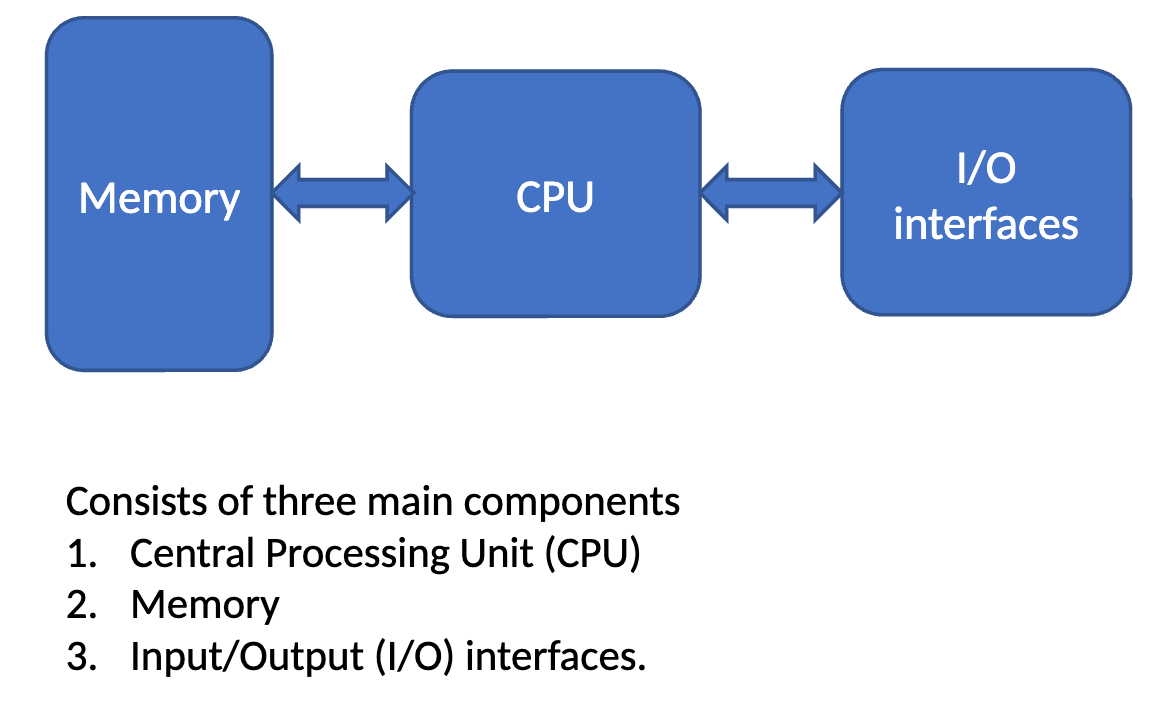 Memory
CPU
I/O
interfaces
Consists of three main components
1. Central Processing Unit (CPU)
2. Memory
3. Input/Output (I/O) interfaces.